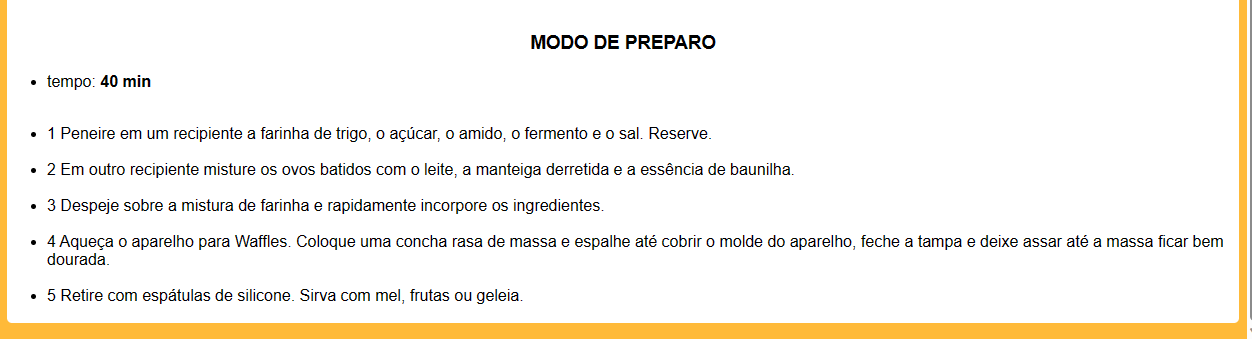 MODO DE PREPARO
tempo: 40 min
1 Peneire em um recipiente a farinha de trigo, o açúcar, o amido, o fermento e o sal. Reserve.
2 Em outro recipiente misture os ovos batidos com o leite, a manteiga derretida e a essência de baunilha.
3 Despeje sobre a mistura de farinha e rapidamente incorpore os ingredientes.
4 Aqueça o aparelho para Waffles. Coloque uma concha rasa de massa e espalhe até cobrir o molde do aparelho, feche a tampa e deixe assar até a massa ficar bem
dourada.
5 Retire com espátulas de silicone. Sirva com mel, frutas ou geleia.